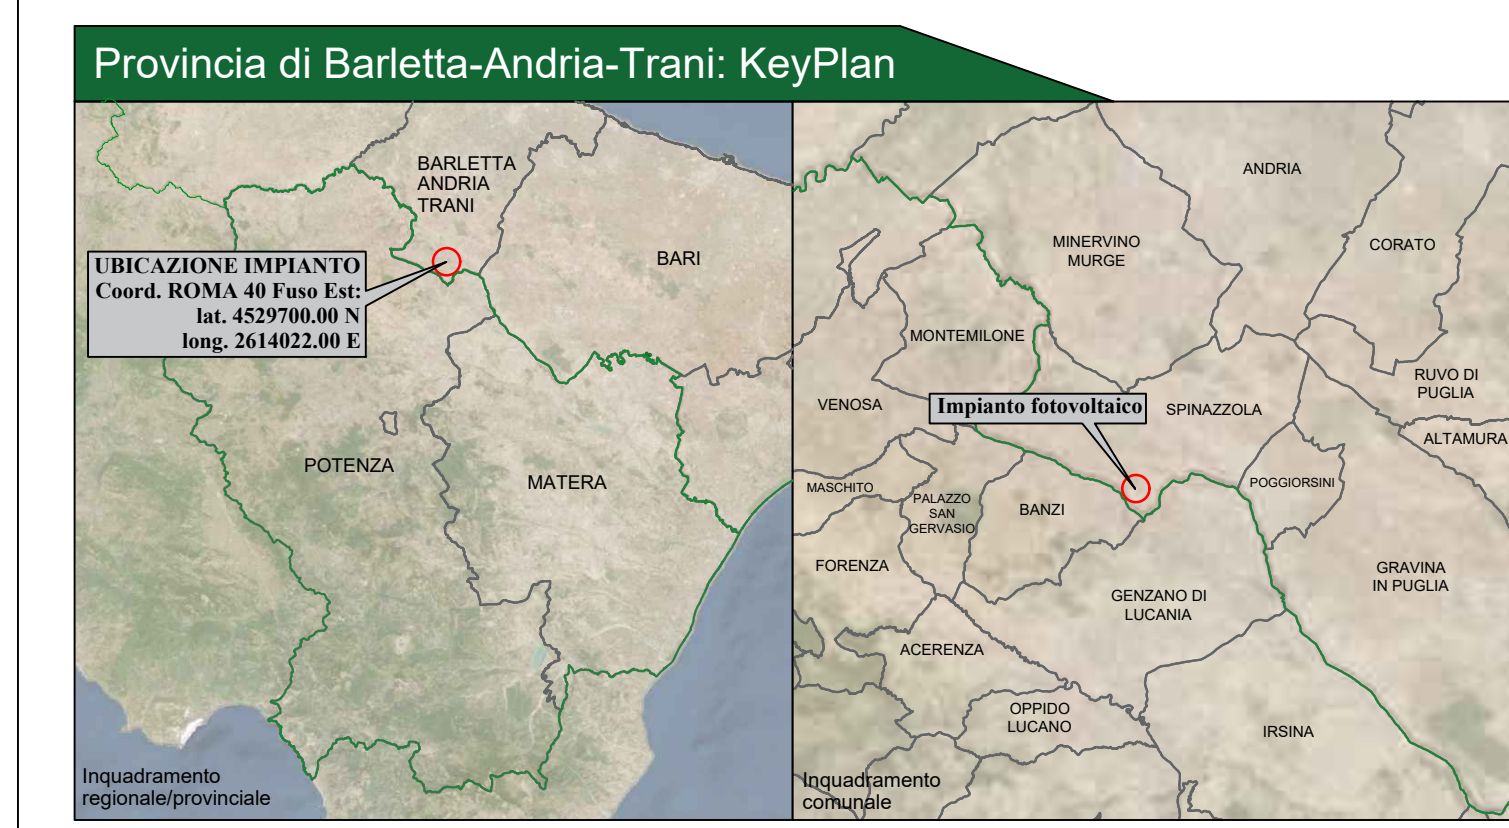 Provincia di Barletta-Andria-Trani: KeyPlan
BARLETTA
ANDRIA
TRANI
BARI
UBICAZIONE IMPIANTO
Coord. ROMA 40 Fuso Est:
lat. 4529700.00 N
long. 2614022.00 E
POTENZA
MATERA
Inquadramento
regionale/provinciale
ANDRIA
MINERVINO
MURGE
CORATO
MONTEMILONE
RUVO DI
PUGLIA
VENOSA
Impianto fotovoltaico
SPINAZZOLA
ALTAMURA
MASCHITO
PALAZZO
SAN
GERVASIO
BANZI
POGGIORSINI
FORENZA
GENZANO DI
LUCANIA
GRAVINA
IN PUGLIA
ACERENZA
OPPIDO
LUCANO
IRSINA
Inquadramento
comunale